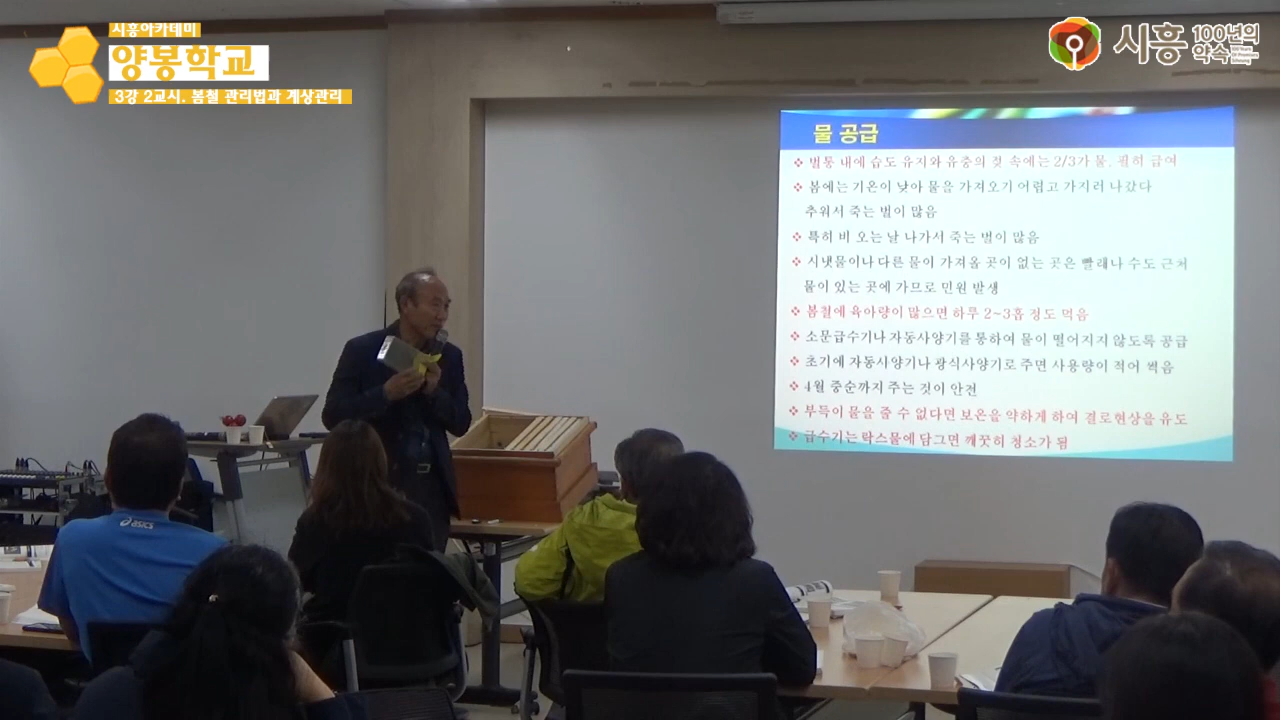 시흥아카데미
양봉학교
3강 2교시. 봄철 관리법과 계상관리
시흥 100년의 약속
물 공급
벌통 내에 습도 유지와 유충의 젖 속에는 2/3가 물, 필히 급여
봄에는 기온이 낮아 물을 가져오기 어렵고 가지러 나갔다
추워서 죽는 벌이 많음
특히 비 오는 날 나가서 죽는 벌이 많음
시냇물이나 다른 물이 가져올 곳이 없는 곳은 빨래나 수도 근처
물이 있는 곳에 가므로 민원 발생
봄철에 육아량이 많으면 하루 2~3홉 정도 먹음
소문급수기나 자동사양기를 통하여 물이 떨어지지 않도록 공급
초기에 자동사양기나 광식사양기로 주면 사용량이 적어 썩음
4월 중순까지 주는 것이 안전
부득이 물을 줄 수 없다면 보온을 약하게 하여 결로현상을 유도
급수기는 락스물에 담그면 깨끗히 청소가 됨
asics